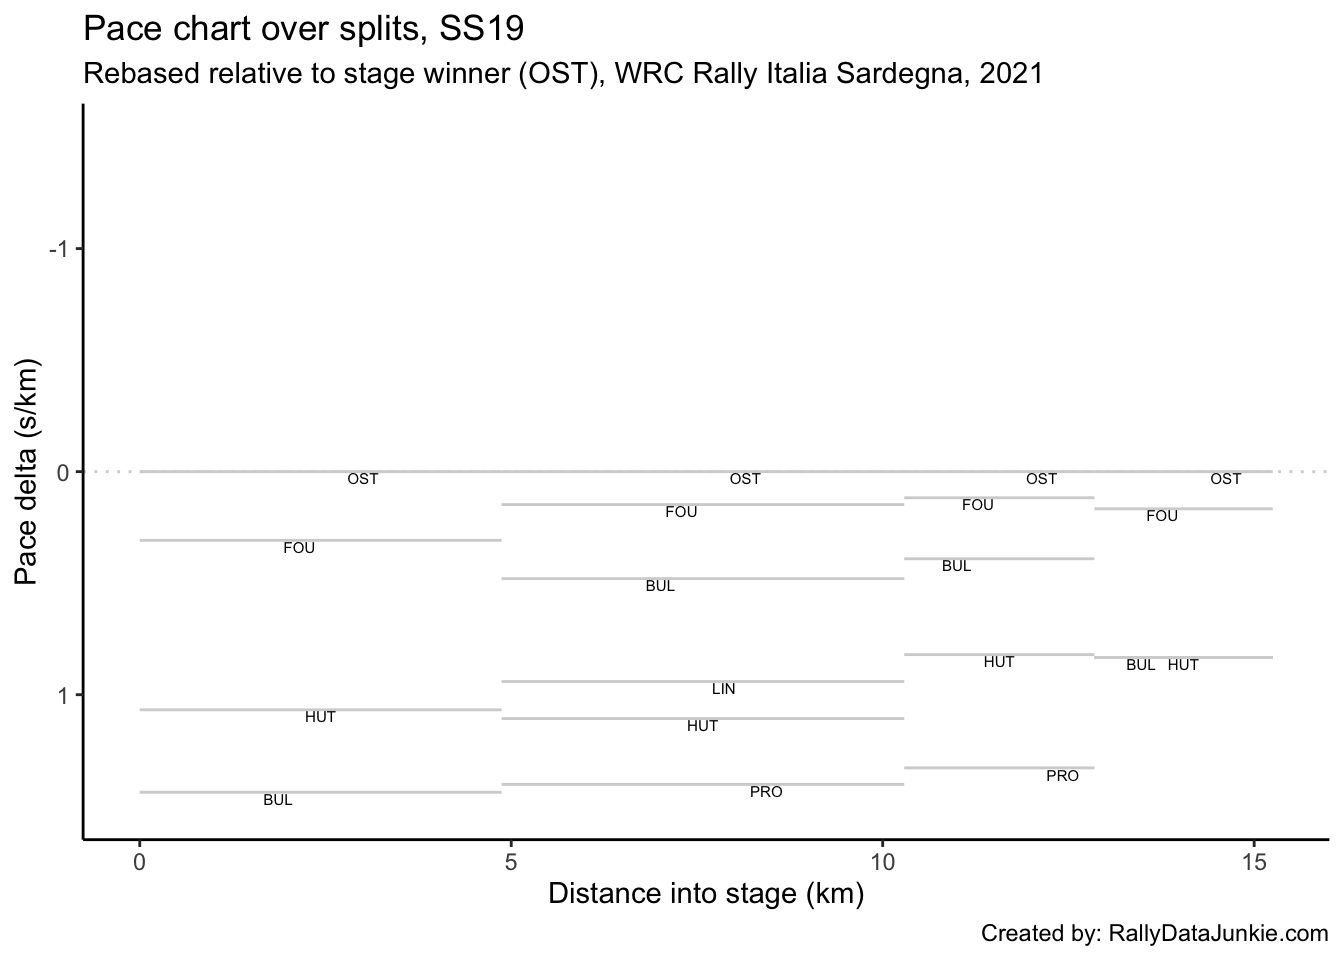 Pace chart over splits, SS19
Rebased relative to stage winner (OST), WRC Rally Italia Sardegna, 2021
Pace delta (s/km)
-1
0
1
OST OST OST OST
FOU FOU FOU FOU
BUL BUL
HUT BUL HUT
LIN
HUT HUT
PRO
BUL PRO
0 5 10 15
Distance into stage (km)
Created by: RallyDataJunkie.com